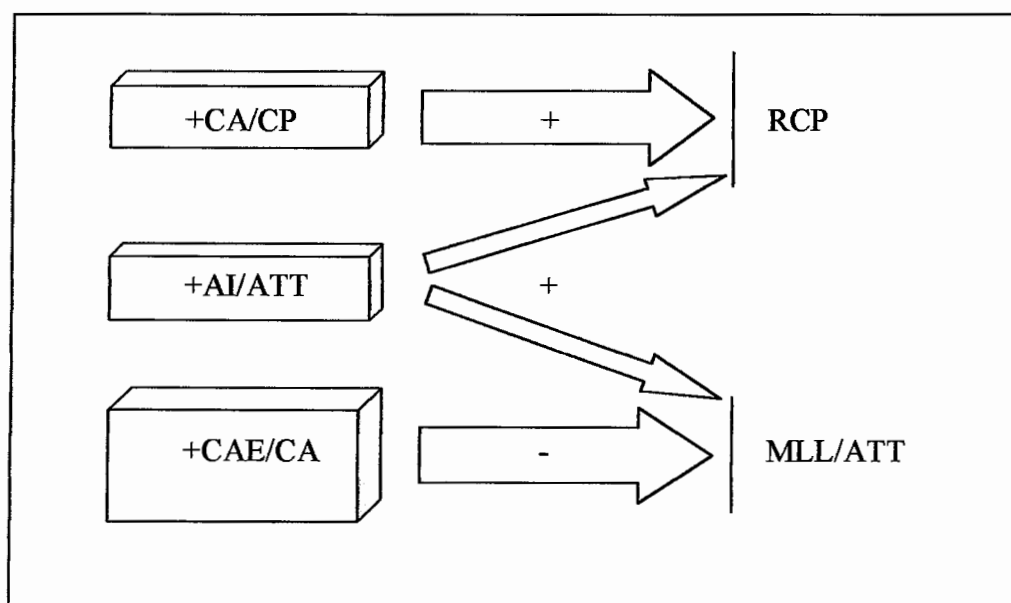 +CA/CP
+
RCP
+AI/ATT
+
+CAE/CA
-
MLL/ATT